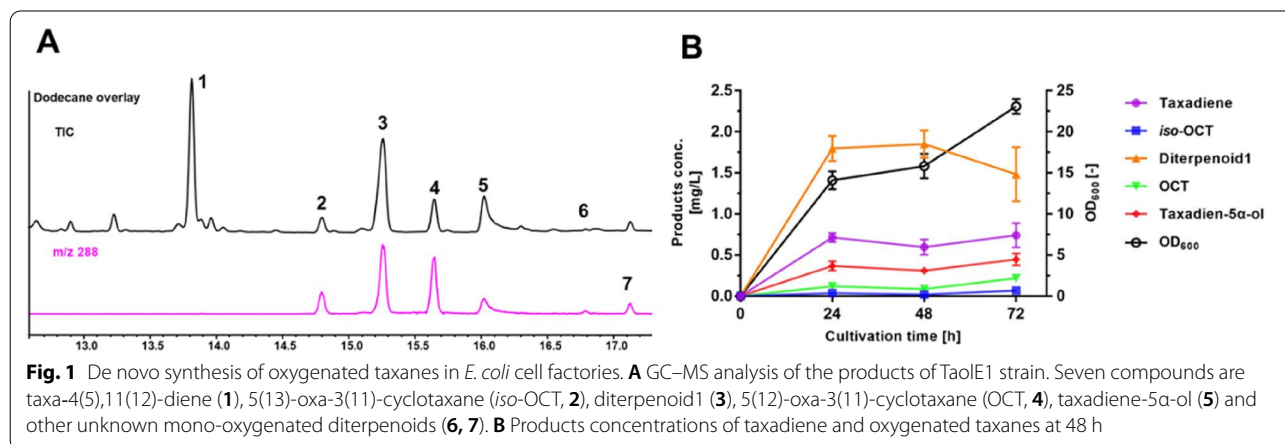 A
Dodecane overlay
TIC
1
2
3
4
5
6
m/z 288
7
13.0 13.5 14.0 14.5 15.0 15.5 16.0 16.5 17.0
B
Products conc.
[mg/L]
2.5
2.0
1.5
1.0
0.5
0.0
0 24 48 72
Cultivation time [h]
25
20
15
10
5
0
OD600 [-]
Taxadiene
iso-OCT
Diterpenoid1
OCT
Taxadien-5α-ol
OD600
Fig. 1 De novo synthesis of oxygenated taxanes in E. coli cell factories. A GC–MS analysis of the products of TaolE1 strain. Seven compounds are
taxa-4(5),11(12)-diene (1), 5(13)-oxa-3(11)-cyclotaxane (iso-OCT, 2), diterpenoid1 (3), 5(12)-oxa-3(11)-cyclotaxane (OCT, 4), taxadiene-5α-ol (5) and
other unknown mono-oxygenated diterpenoids (6, 7). B Products concentrations of taxadiene and oxygenated taxanes at 48 h